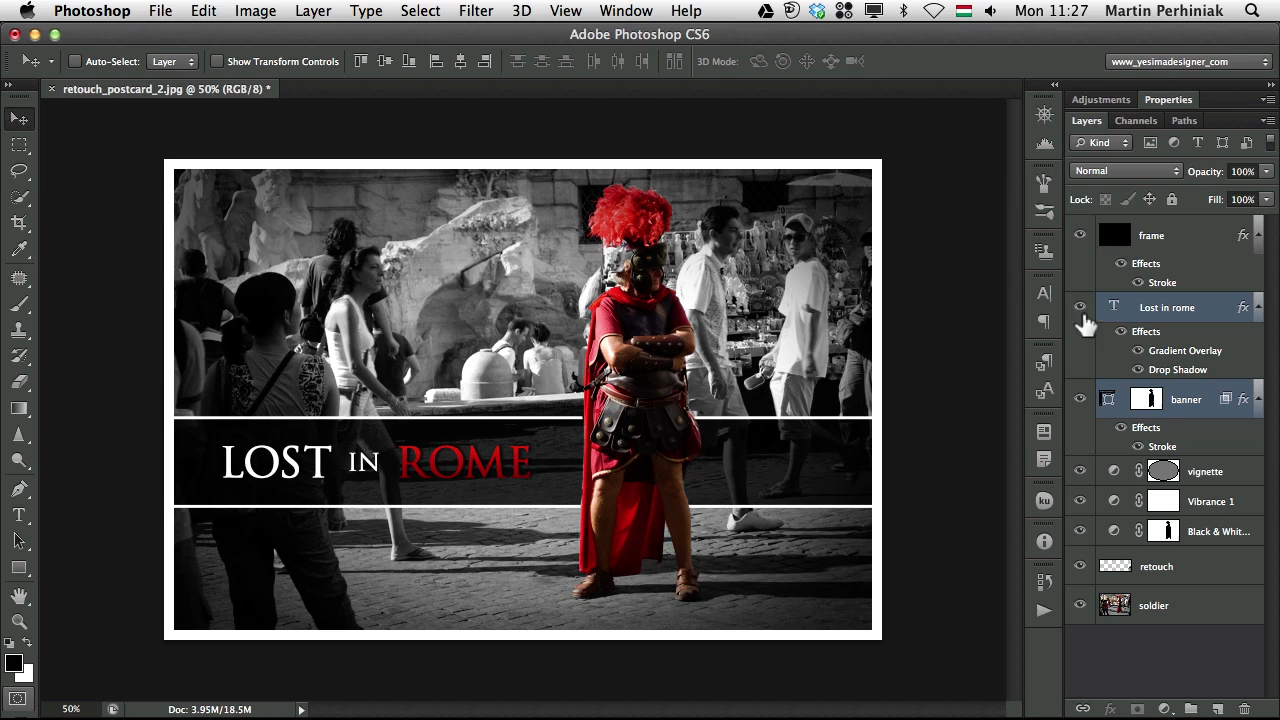 Photoshop File Edit Image Layer Type Select Filter 3D View Window Help Mon 11:27 Martin Perhiniak
Adobe Photoshop CS6
Auto-Select: Layer Show Transform Controls 3D Mode: www_yesimadesigner_com
retouch_postcard_2.jpg @ 50% (RGB/8) *
Adjustments Properties
Layers Channels Paths
Kind
Normal Opacity: 100%
Lock: Fill: 100%
frame fx
Effects
Stroke
Lost in rome fx
Effects
Gradient Overlay
Drop Shadow
banner fx
Effects
Stroke
vignette
Vibrance 1
Black & Whit...
retouch
soldier
LOST IN ROME
ku
50% Doc: 3.95M/18.5M